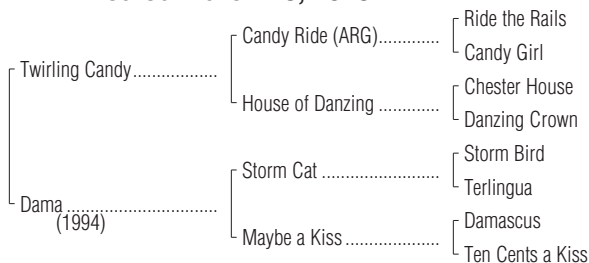 Ride the Rails
Candy Ride (ARG)............
Candy Girl
Twirling Candy.................
Chester House
House of Danzing .............
Danzing Crown
Storm Bird
Storm Cat ........................
Terlingua
Dama ..............................
(1994)
Damascus
Maybe a Kiss ...................
Ten Cents a Kiss